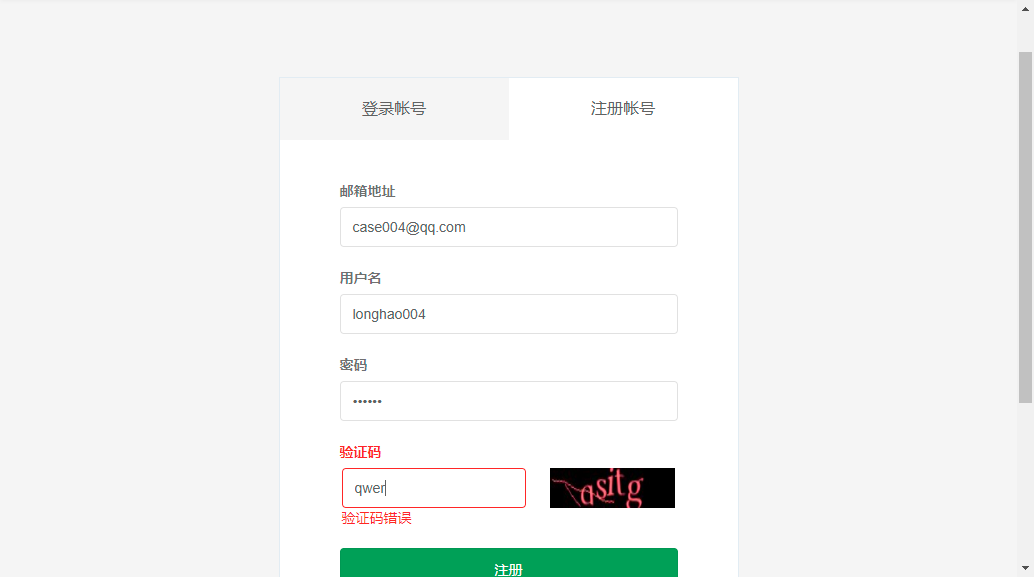 登录帐号
注册帐号
邮箱地址
case004@qq.com
用户名
longhao004
密码
••••••
验证码
qwer
asitg
验证码错误
注册